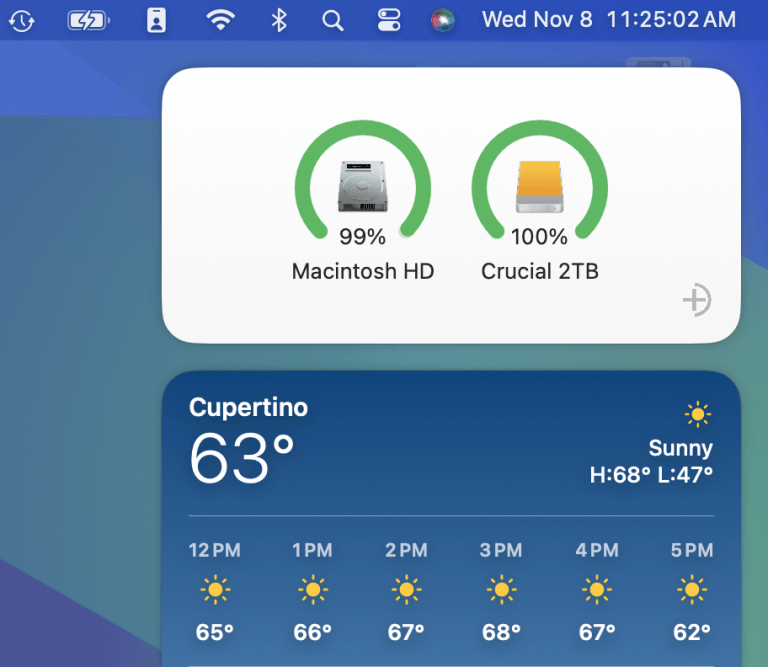 Wed Nov 8 11:25:02 AM
99% 100%
Macintosh HD Crucial 2TB
Cupertino
63°
Sunny
H:68° L:47°
12 PM 1 PM 2 PM 3 PM 4 PM 5 PM
65° 66° 67° 68° 67° 62°